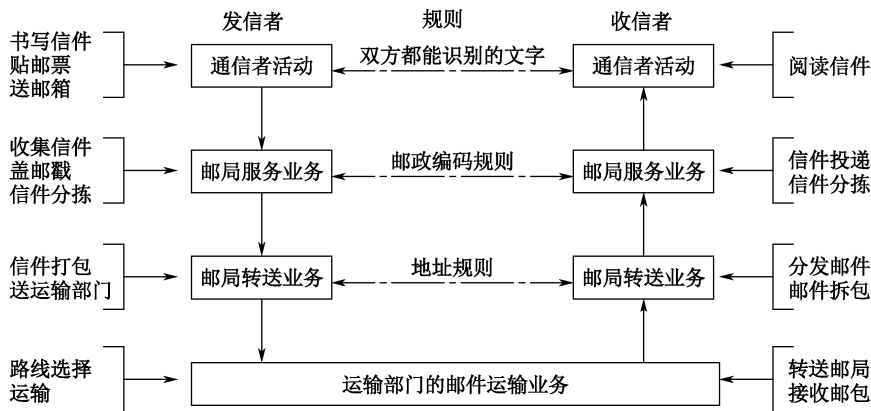 发信者
规则
收信者
书写信件
贴邮票
送邮箱
通信者活动
双方都能识别的文字
通信者活动
阅读信件
收集信件
盖邮戳
信件分拣
邮局服务业务
邮政编码规则
邮局服务业务
信件投递
信件分拣
信件打包
送运输部门
邮局转送业务
地址规则
邮局转送业务
分发邮件
邮件拆包
路线选择
运输
运输部门的邮件运输业务
转送邮局
接收邮包